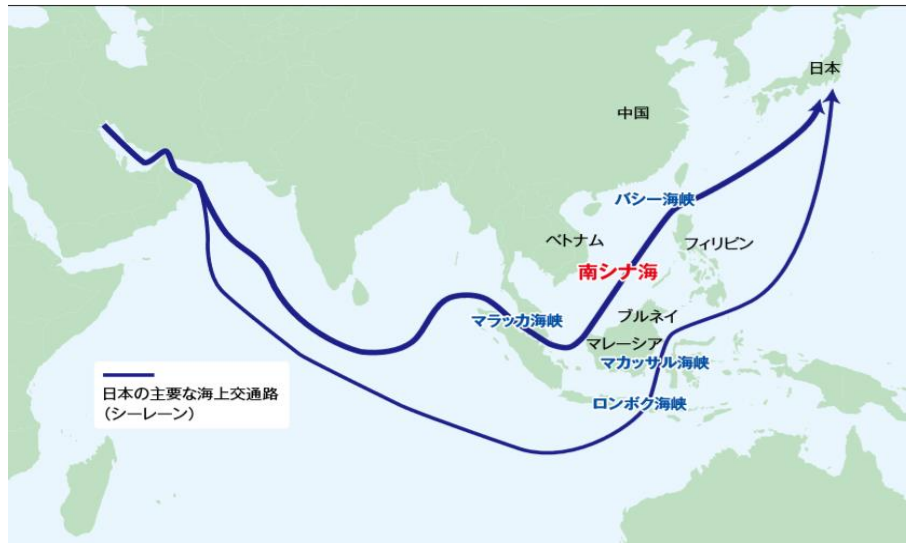 日本
中国
バシー海峡
ベトナム
フィリピン
南シナ海
ブルネイ
マラッカ海峡
マレーシア
マカッサル海峡
ロンボク海峡
日本の主要な海上交通路
（シーレーン）